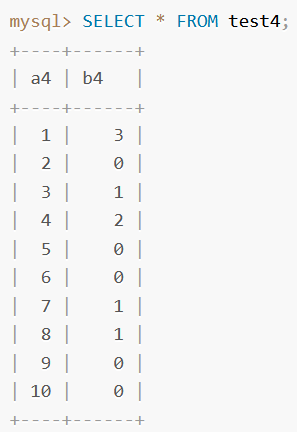 mysql> SELECT * FROM test4;
+----+------+
| a4 | b4   |
+----+------+
|  1 |    3 |
|  2 |    0 |
|  3 |    1 |
|  4 |    2 |
|  5 |    0 |
|  6 |    0 |
|  7 |    1 |
|  8 |    1 |
|  9 |    0 |
| 10 |    0 |
+----+------+